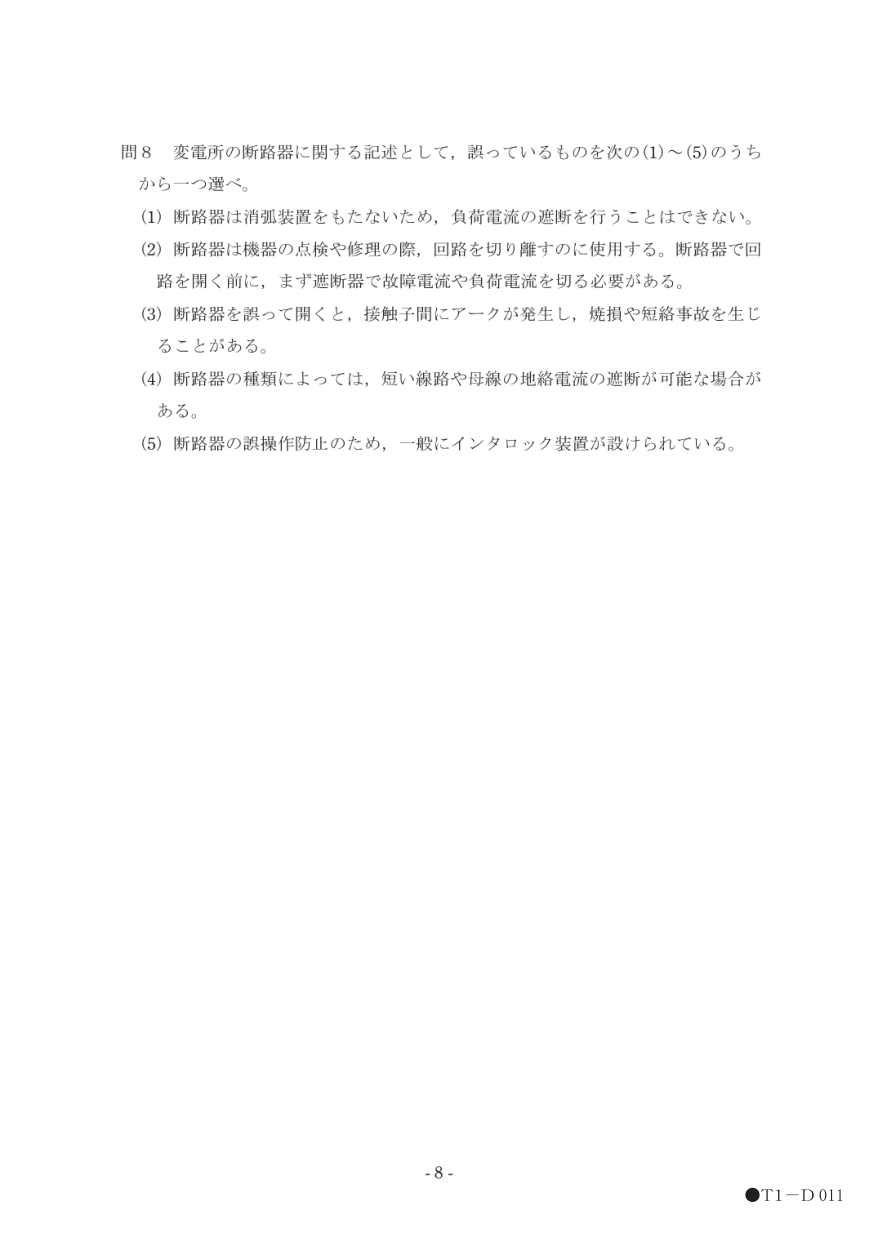 問８　変電所の断路器に関する記述として，誤っているものを次の(1)～(5)のうち
から一つ選べ。
(1) 断路器は消弧装置をもたないため，負荷電流の遮断を行うことはできない。
(2) 断路器は機器の点検や修理の際，回路を切り離すのに使用する。断路器で回
路を開く前に，まず遮断器で故障電流や負荷電流を切る必要がある。
(3) 断路器を誤って開くと，接触子間にアークが発生し，焼損や短絡事故を生じ
ることがある。
(4) 断路器の種類によっては，短い線路や母線の地絡電流の遮断が可能な場合が
ある。
(5) 断路器の誤操作防止のため，一般にインタロック装置が設けられている。
- 8 -
●T1－D 011